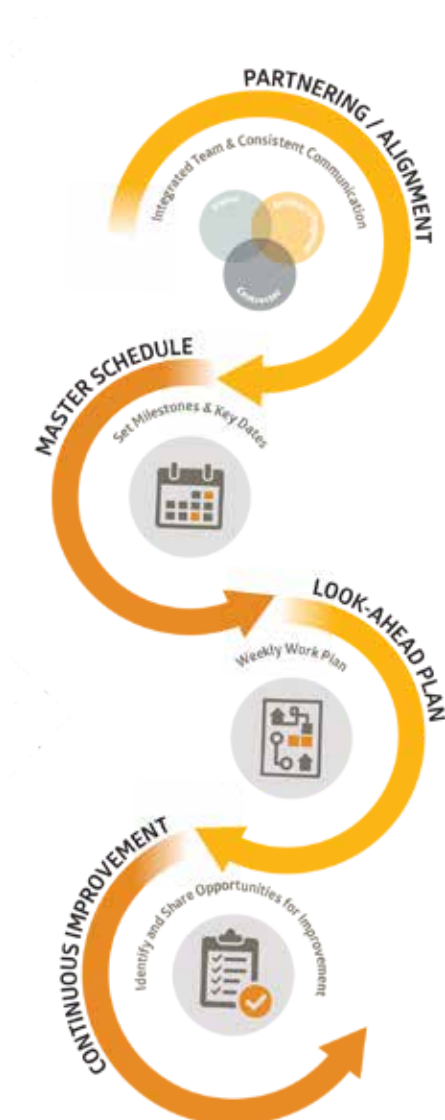 PARTNERING / ALIGNMENT
Integrated Team & Consistent Communication
MASTER SCHEDULE
Set Milestones & Key Dates
LOOK-AHEAD PLAN
Weekly Work Plan
CONTINUOUS IMPROVEMENT
Identify and Share Opportunities for Improvement